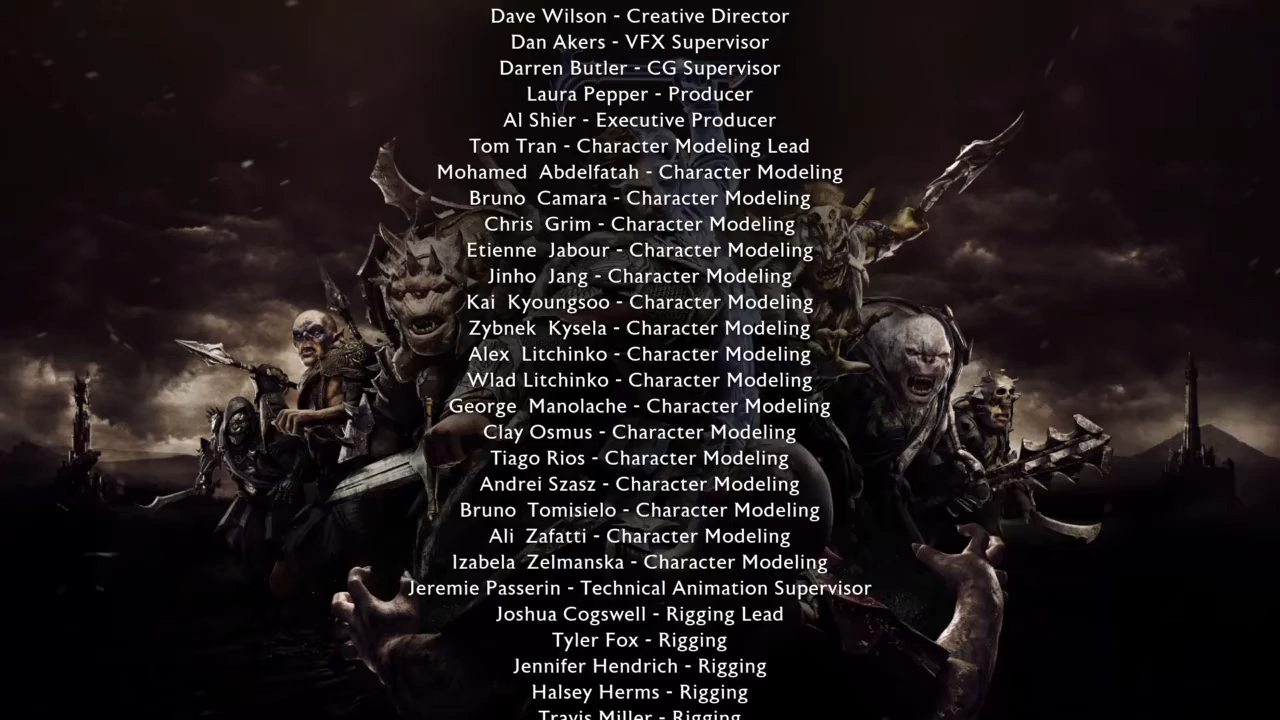 Dave Wilson - Creative Director
Dan Akers - VFX Supervisor
Darren Butler - CG Supervisor
Laura Pepper - Producer
Al Shier - Executive Producer
Tom Tran - Character Modeling Lead
Mohamed  Abdelfatah - Character Modeling
Bruno  Camara - Character Modeling
Chris  Grim - Character Modeling
Etienne  Jabour - Character Modeling
Jinho  Jang - Character Modeling
Kai  Kyoungsoo - Character Modeling
Zybnek  Kysela - Character Modeling
Alex  Litchinko - Character Modeling
Wlad Litchinko - Character Modeling
George  Manolache - Character Modeling
Clay Osmus - Character Modeling
Tiago Rios - Character Modeling
Andrei Szasz - Character Modeling
Bruno  Tomisielo - Character Modeling
Ali  Zafatti - Character Modeling
Izabela  Zelmanska - Character Modeling
Jeremie Passerin - Technical Animation Supervisor
Joshua Cogswell - Rigging Lead
Tyler Fox - Rigging
Jennifer Hendrich - Rigging
Halsey Herms - Rigging
Travis Miller - Rigging